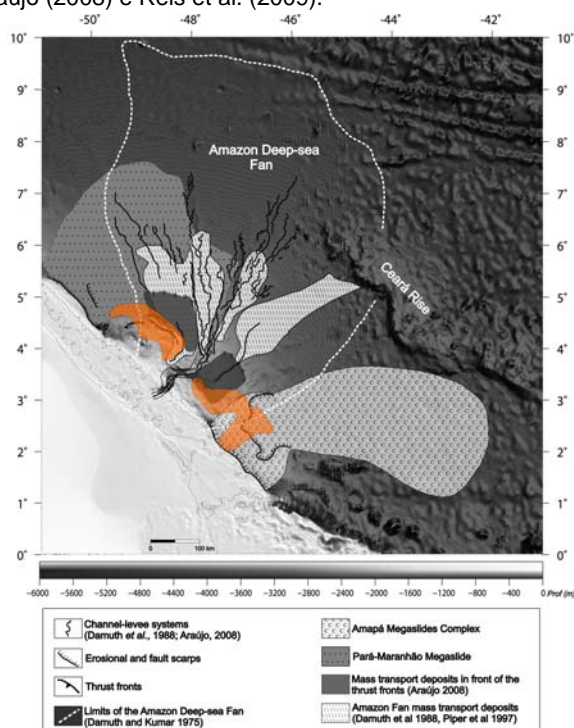 aujo (2008) e Reis et al. (2009).
-50 -48 -46 -44 -42
10° 10°
9° 9°
8° 8°
7° 7°
6° 6°
5° 5°
4° 4°
3° 3°
2° 2°
1° 1°
0° 0°
Amazon Deep-sea
Fan
Ceará Rise
0 100 km
-6000 -5600 -5200 -4800 -4400 -4000 -3600 -3200 -2800 -2400 -2000 -1600 -1200 -800 -400 0 Prof (m)
Channel-levee systems
(Damuth et al., 1988; Araújo, 2008)
Erosional and fault scarps
Thrust fronts
Limits of the Amazon Deep-sea Fan
(Damuth and Kumar 1975)
Amapá Megaslides Complex
Pará-Maranhão Megaslide
Mass transport deposits in front of the
thrust fronts (Araújo 2008)
Amazon Fan mass transport deposits
(Damuth et al 1988, Piper et al 1997)